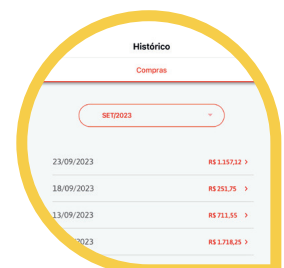 Histórico
Compras
SET/2023
23/09/2023 R$ 1.157,12 >
18/09/2023 R$ 251,75 >
13/09/2023 R$ 711,55 >
2023 R$ 1.718,25 >